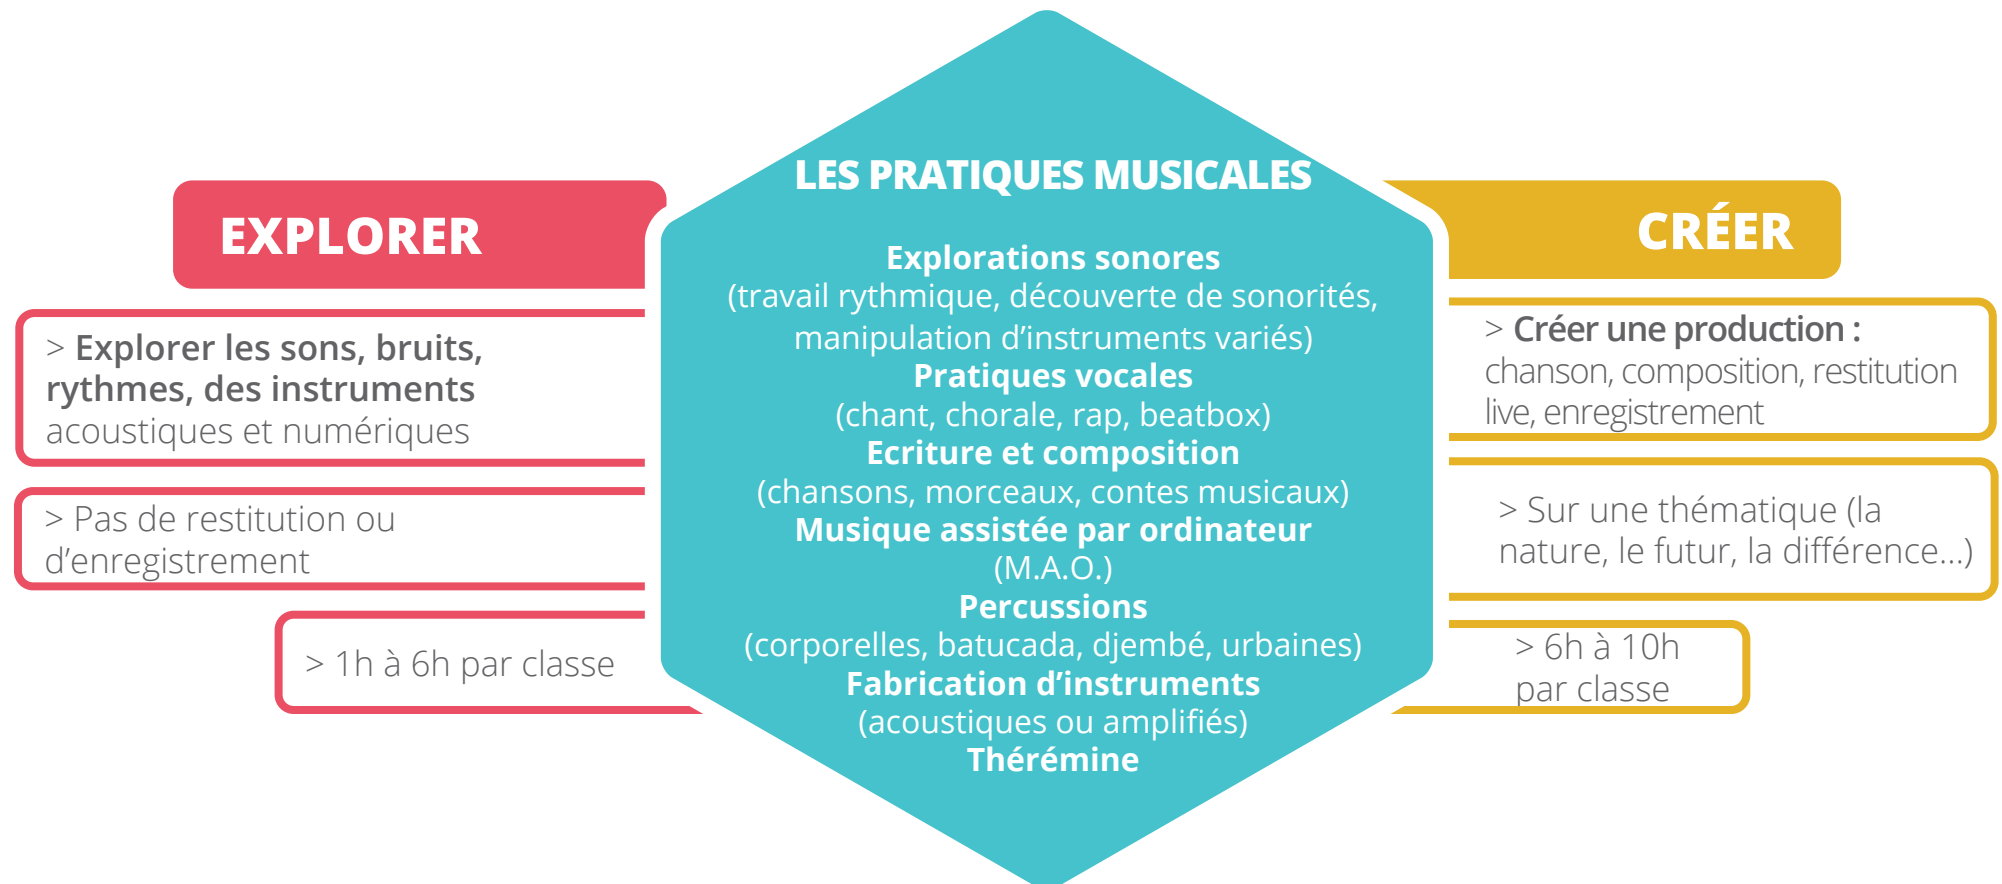 EXPLORER
> Explorer les sons, bruits,
rythmes, des instruments
acoustiques et numériques
> Pas de restitution ou
d’enregistrement
> 1h à 6h par classe
LES PRATIQUES MUSICALES
Explorations sonores
(travail rythmique, découverte de sonorités,
manipulation d’instruments variés)
Pratiques vocales
(chant, chorale, rap, beatbox)
Ecriture et composition
(chansons, morceaux, contes musicaux)
Musique assistée par ordinateur
(M.A.O.)
Percussions
(corporelles, batucada, djembé, urbaines)
Fabrication d’instruments
(acoustiques ou amplifiés)
Thérémine
CRÉER
> Créer une production :
chanson, composition, restitution
live, enregistrement
> Sur une thématique (la
nature, le futur, la différence...)
> 6h à 10h
par classe